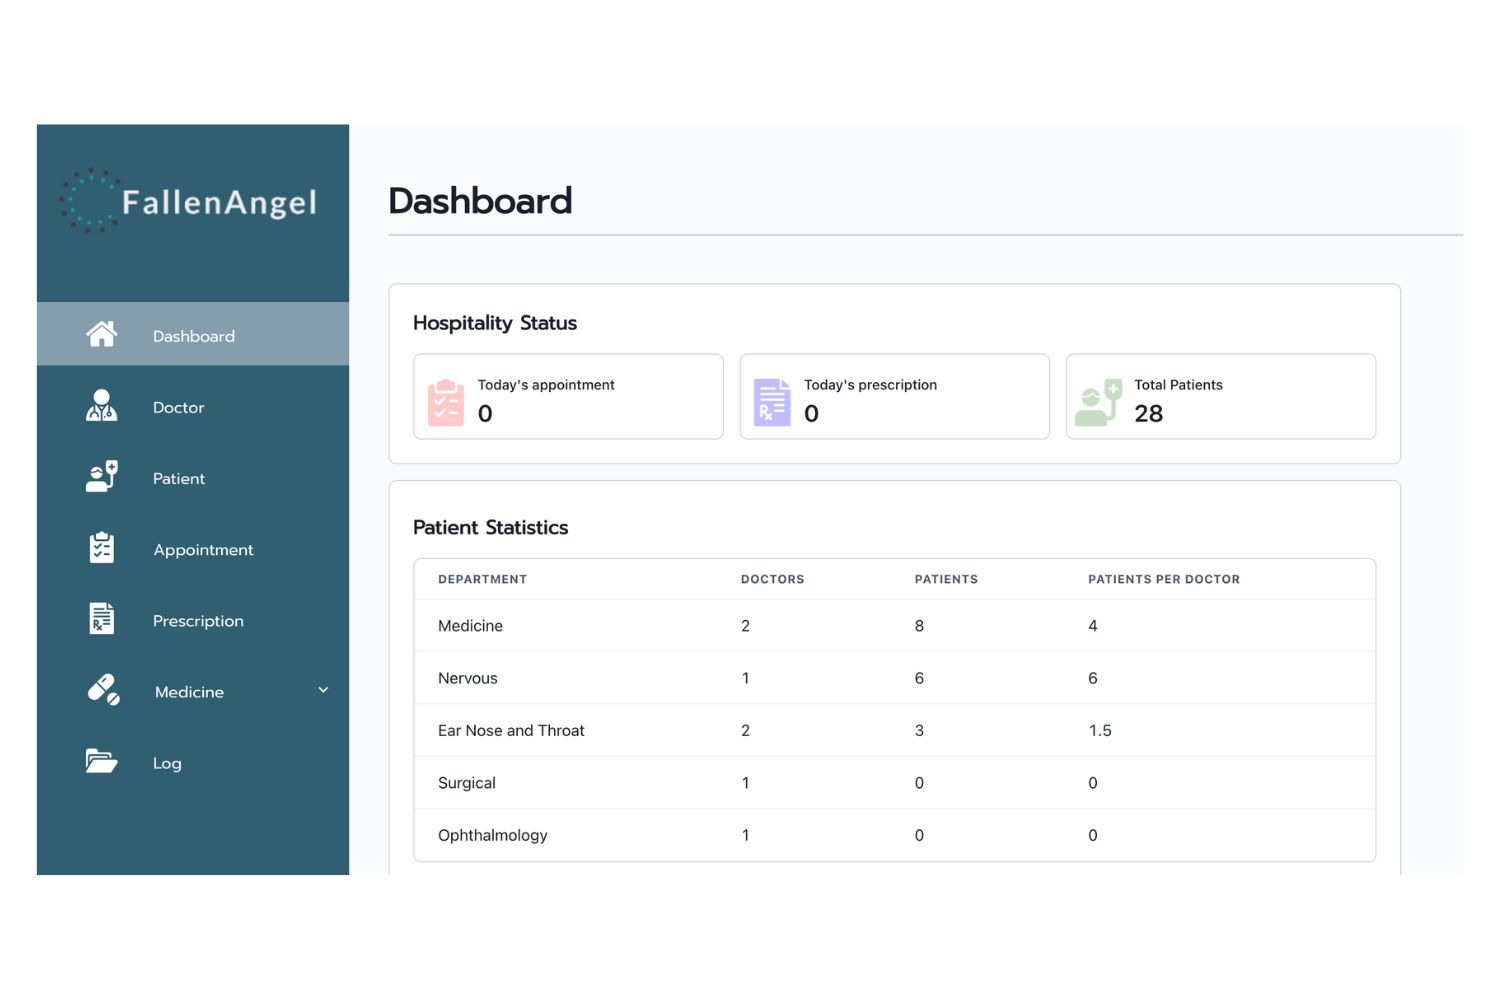 FallenAngel
Dashboard
Doctor
Patient
Appointment
Prescription
Medicine
Log
Dashboard
Hospitality Status
Today's appointment
0
Today's prescription
0
Total Patients
28
Patient Statistics
DEPARTMENT DOCTORS PATIENTS PATIENTS PER DOCTOR
Medicine 2 8 4
Nervous 1 6 6
Ear Nose and Throat 2 3 1.5
Surgical 1 0 0
Ophthalmology 1 0 0